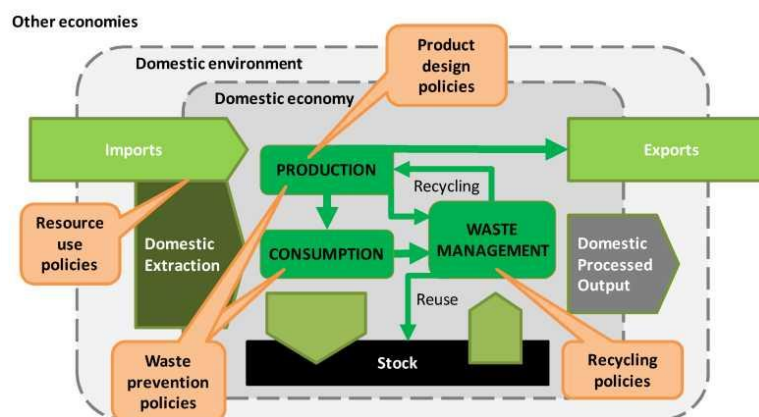 Other economies
Domestic environment
Domestic economy
Product
design
policies
Imports
Exports
PRODUCTION
Recycling
Resource
use
policies
Domestic
Extraction
CONSUMPTION
WASTE
MANAGEMENT
Domestic
Processed
Output
Reuse
Waste
prevention
policies
Stock
Recycling
policies